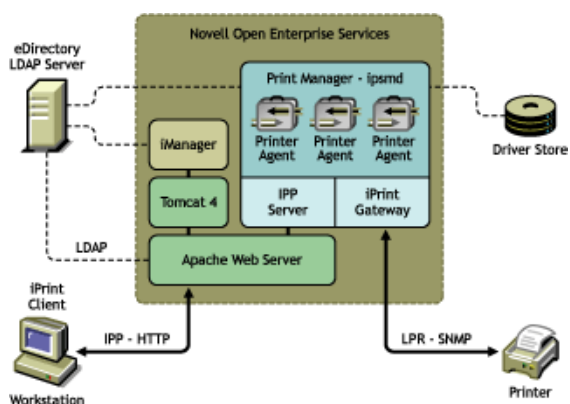 Novell Open Enterprise Services
eDirectory
LDAP Server
Print Manager - ipsmd
Printer
Agent
Printer
Agent
Printer
Agent
Driver Store
iManager
Tomcat 4
IPP
Server
iPrint
Gateway
LDAP
Apache Web Server
iPrint
Client
IPP - HTTP
LPR - SNMP
Workstation
Printer